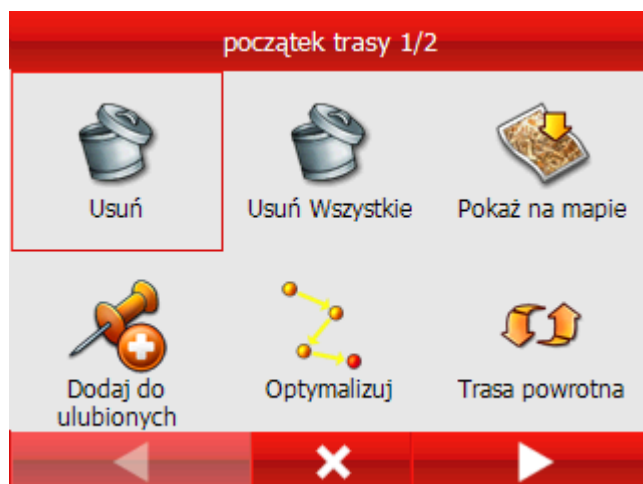 początek trasy 1/2
Usuń
Usuń Wszystkie
Pokaż na mapie
Dodaj do
ulubionych
Optymalizuj
Trasa powrotna